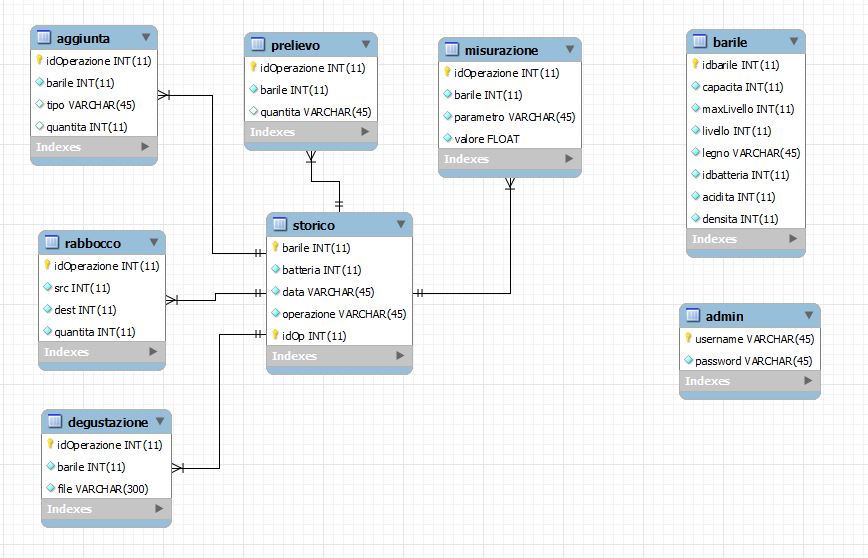 aggiunta
idOperazione INT(11)
barile INT(11)
tipo VARCHAR(45)
quantita INT(11)
Indexes
prelievo
idOperazione INT(11)
barile INT(11)
quantita VARCHAR(45)
Indexes
misurazione
idOperazione INT(11)
barile INT(11)
parametro VARCHAR(45)
valore FLOAT
Indexes
barile
idbarile INT(11)
capacita INT(11)
maxLivello INT(11)
livello INT(11)
legno VARCHAR(45)
idbatteria INT(11)
acidita INT(11)
densita INT(11)
Indexes
rabbocco
idOperazione INT(11)
src INT(11)
dest INT(11)
quantita INT(11)
Indexes
storico
barile INT(11)
batteria INT(11)
data VARCHAR(45)
operazione VARCHAR(45)
idOp INT(11)
Indexes
admin
username VARCHAR(45)
password VARCHAR(45)
Indexes
degustazione
idOperazione INT(11)
barile INT(11)
file VARCHAR(300)
Indexes